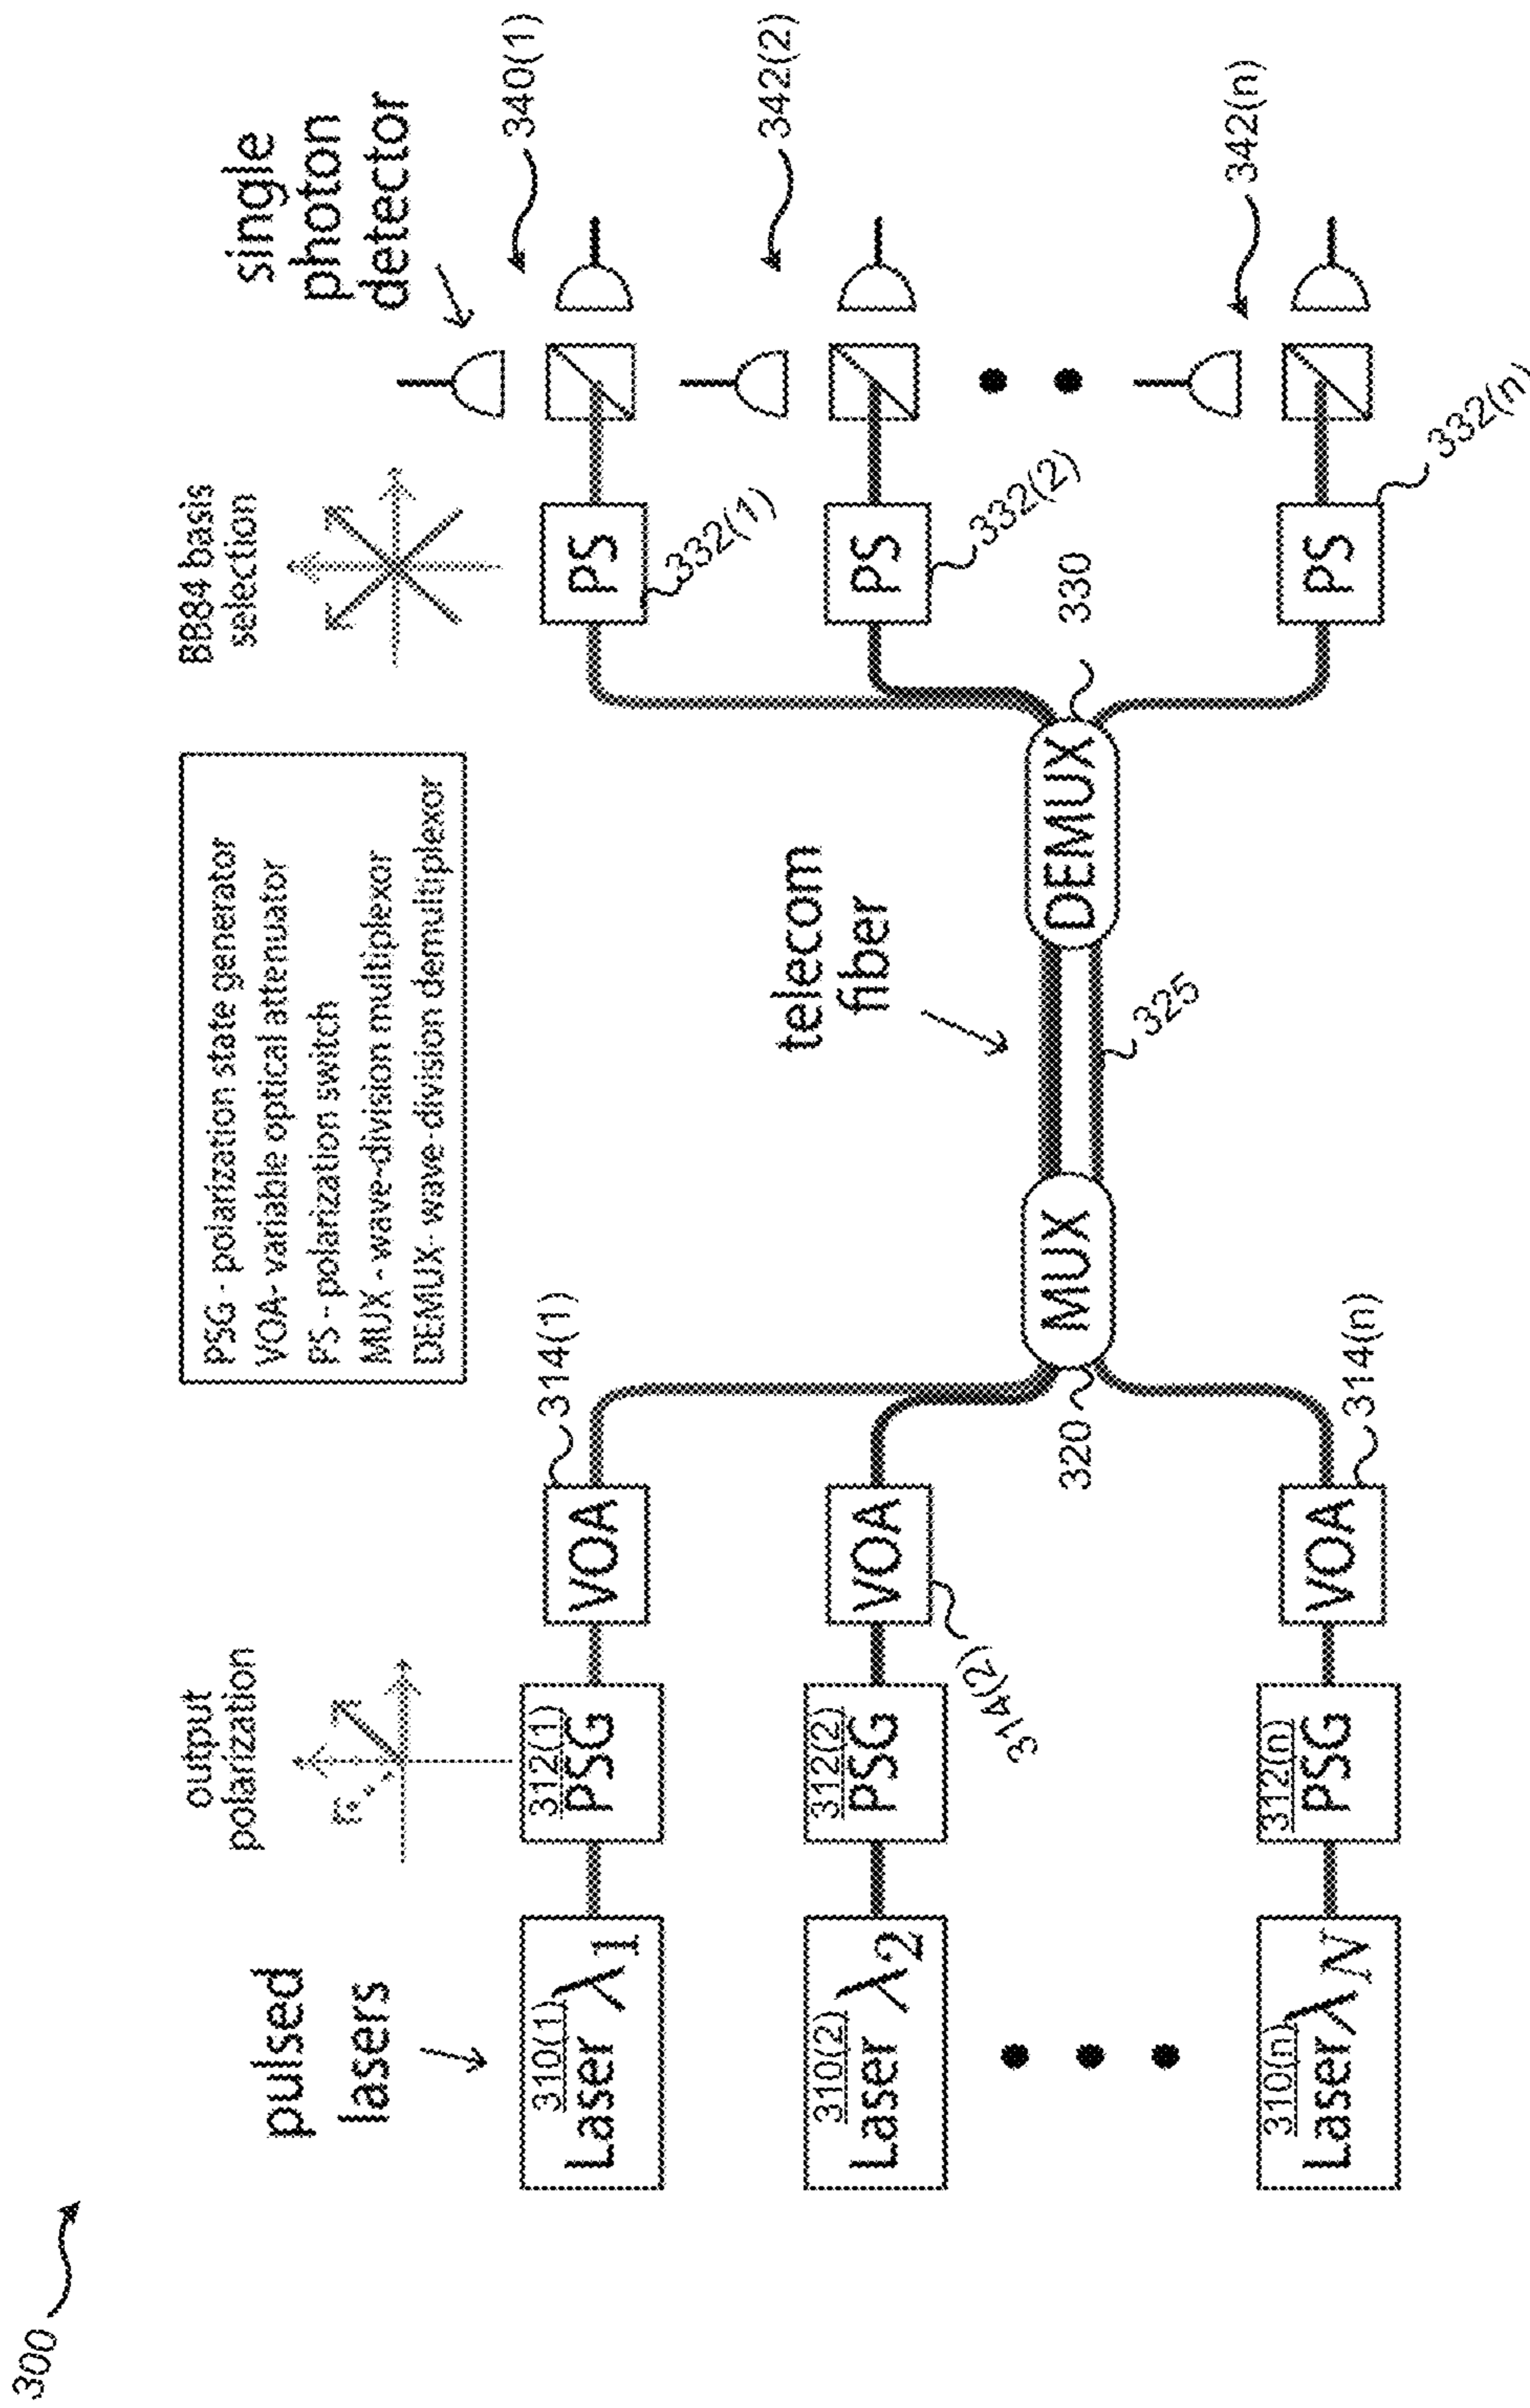 300
pulsed
lasers
output
polarization
PSG - polarization state generator
VOA- variable optical attenuator
PS - polarization switch
MUX - wave-division multiplexor
DEMUX- wave-division demultiplexor
BB84 basis
selection
single
photon
detector
310(1)
Laser λ1
312(1)
PSG
VOA
314(1)
PS
332(1)
340(1)
310(2)
Laser λ2
312(2)
PSG
VOA
314(2)
PS
332(2)
342(2)
telecom
fiber
320
MUX
325
DEMUX
330
310(n)
Laser λN
312(n)
PSG
VOA
314(n)
PS
332(n)
342(n)